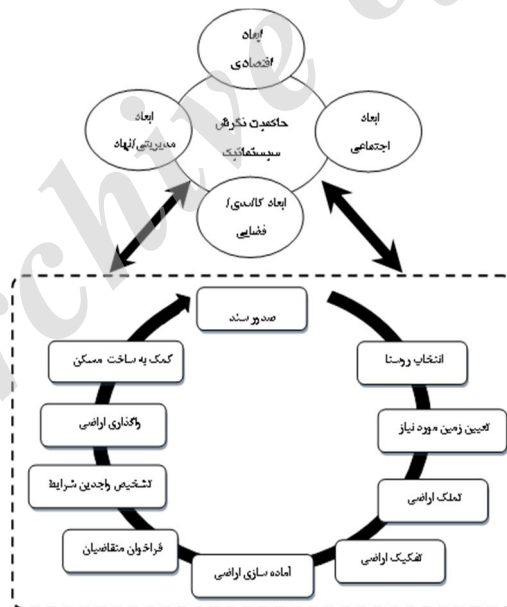 ابعاد
اقتصادی
ابعاد
مدیریتی/نهاد
حاکمیت نگرش
سیستماتیک
ابعاد
اجتماعی
ابعاد کالبدی/
فضایی
صدور سند
انتخاب روستا
تعیین زمین مورد نیاز
تملک اراضی
تفکیک اراضی
آماده سازی اراضی
فراخوان متقاضیان
تشخیص واجدین شرایط
واگذاری اراضی
کمک به ساخت مسکن